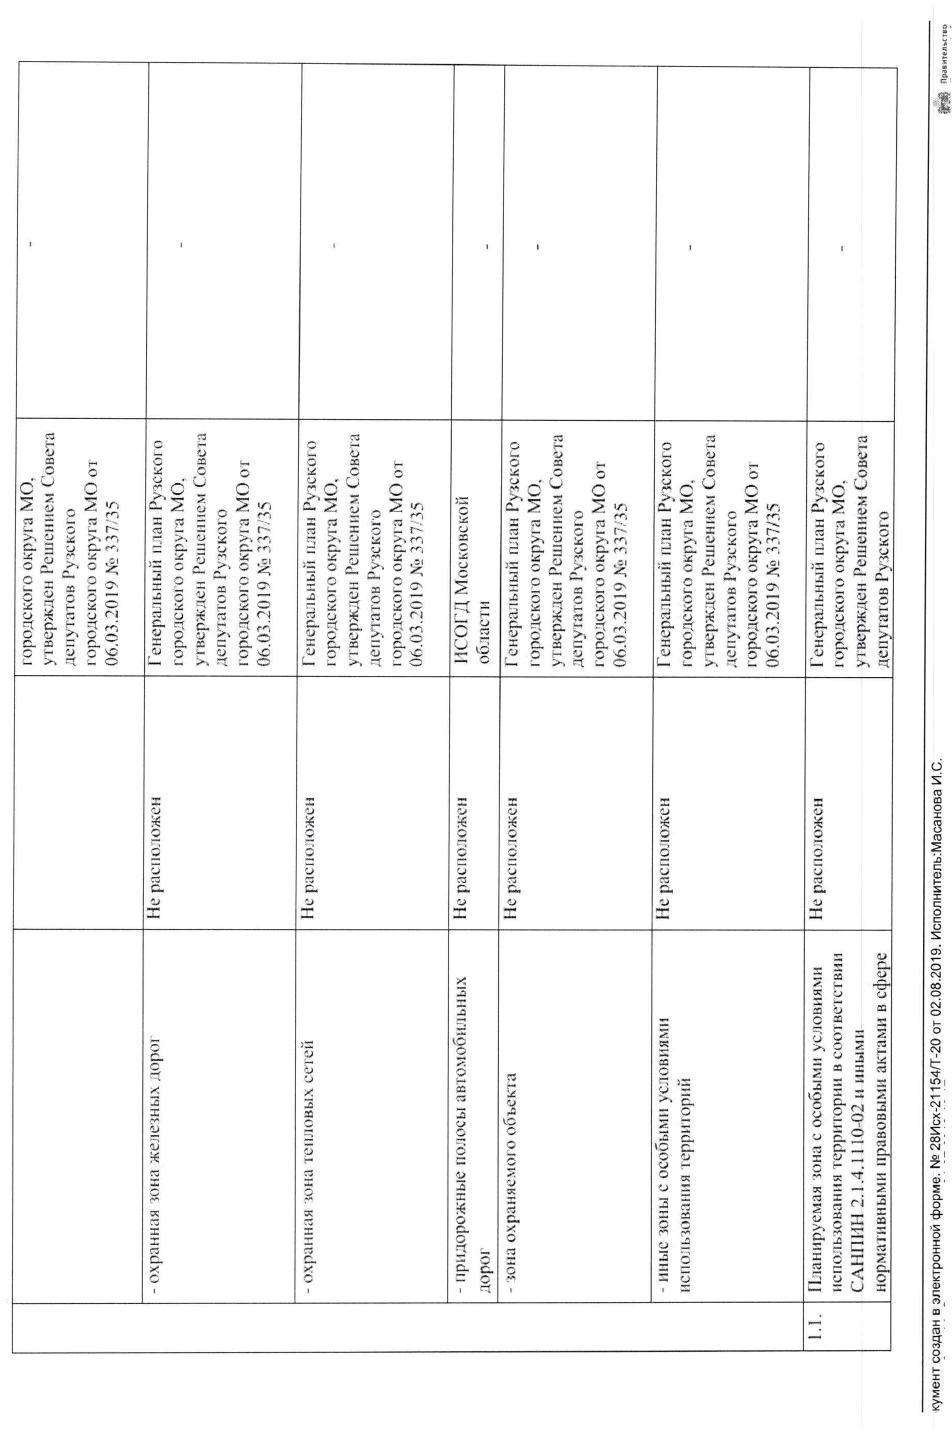 городского округа МО,
утвержден Решением Совета
депутатов Рузского
городского округа МО от
06.03.2019 № 337/35
-
- охранная зона железных дорог
Не расположен
Генеральный план Рузского
городского округа МО,
утвержден Решением Совета
депутатов Рузского
городского округа МО от
06.03.2019 № 337/35
-
- охранная зона тепловых сетей
Не расположен
Генеральный план Рузского
городского округа МО,
утвержден Решением Совета
депутатов Рузского
городского округа МО от
06.03.2019 № 337/35
-
- придорожные полосы автомобильных
дорог
Не расположен
ИСОГД Московской
области
-
- зона охраняемого объекта
Не расположен
Генеральный план Рузского
городского округа МО,
утвержден Решением Совета
депутатов Рузского
городского округа МО от
06.03.2019 № 337/35
-
- иные зоны с особыми условиями
использования территорий
Не расположен
Генеральный план Рузского
городского округа МО,
утвержден Решением Совета
депутатов Рузского
городского округа МО от
06.03.2019 № 337/35
-
1.1.
Планируемая зона с особыми условиями
использования территории в соответствии
САНПИН 2.1.4.1110-02 и иными
нормативными правовыми актами в сфере
Не расположен
Генеральный план Рузского
городского округа МО,
утвержден Решением Совета
депутатов Рузского
-
кумент создан в электронной форме. № 28Исх-21154/Т-20 от 02.08.2019. Исполнитель:Масанова И.С.
Правительство